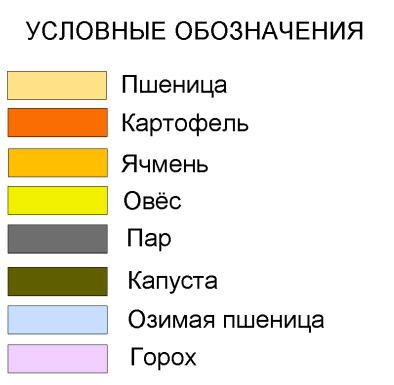 УСЛОВНЫЕ ОБОЗНАЧЕНИЯ
Пшеница
Картофель
Ячмень
Овёс
Пар
Капуста
Озимая пшеница
Горох